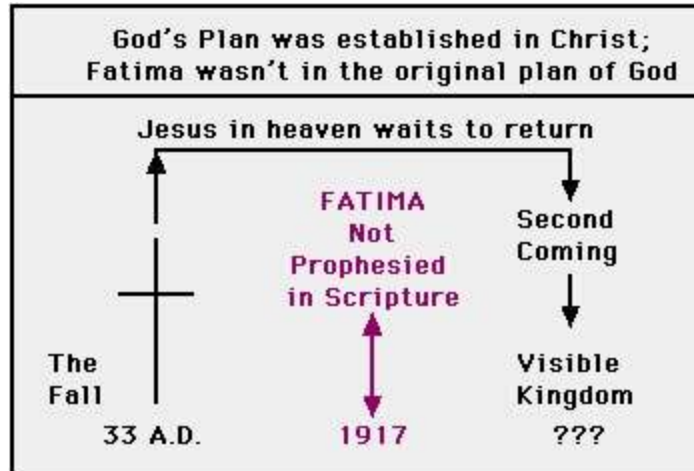 God's Plan was established in Christ;
Fatima wasn't in the original plan of God
Jesus in heaven waits to return
FATIMA
Not
Prophesied
in Scripture
Second
Coming
The
Fall
Visible
Kingdom
33 A.D.
1917
???